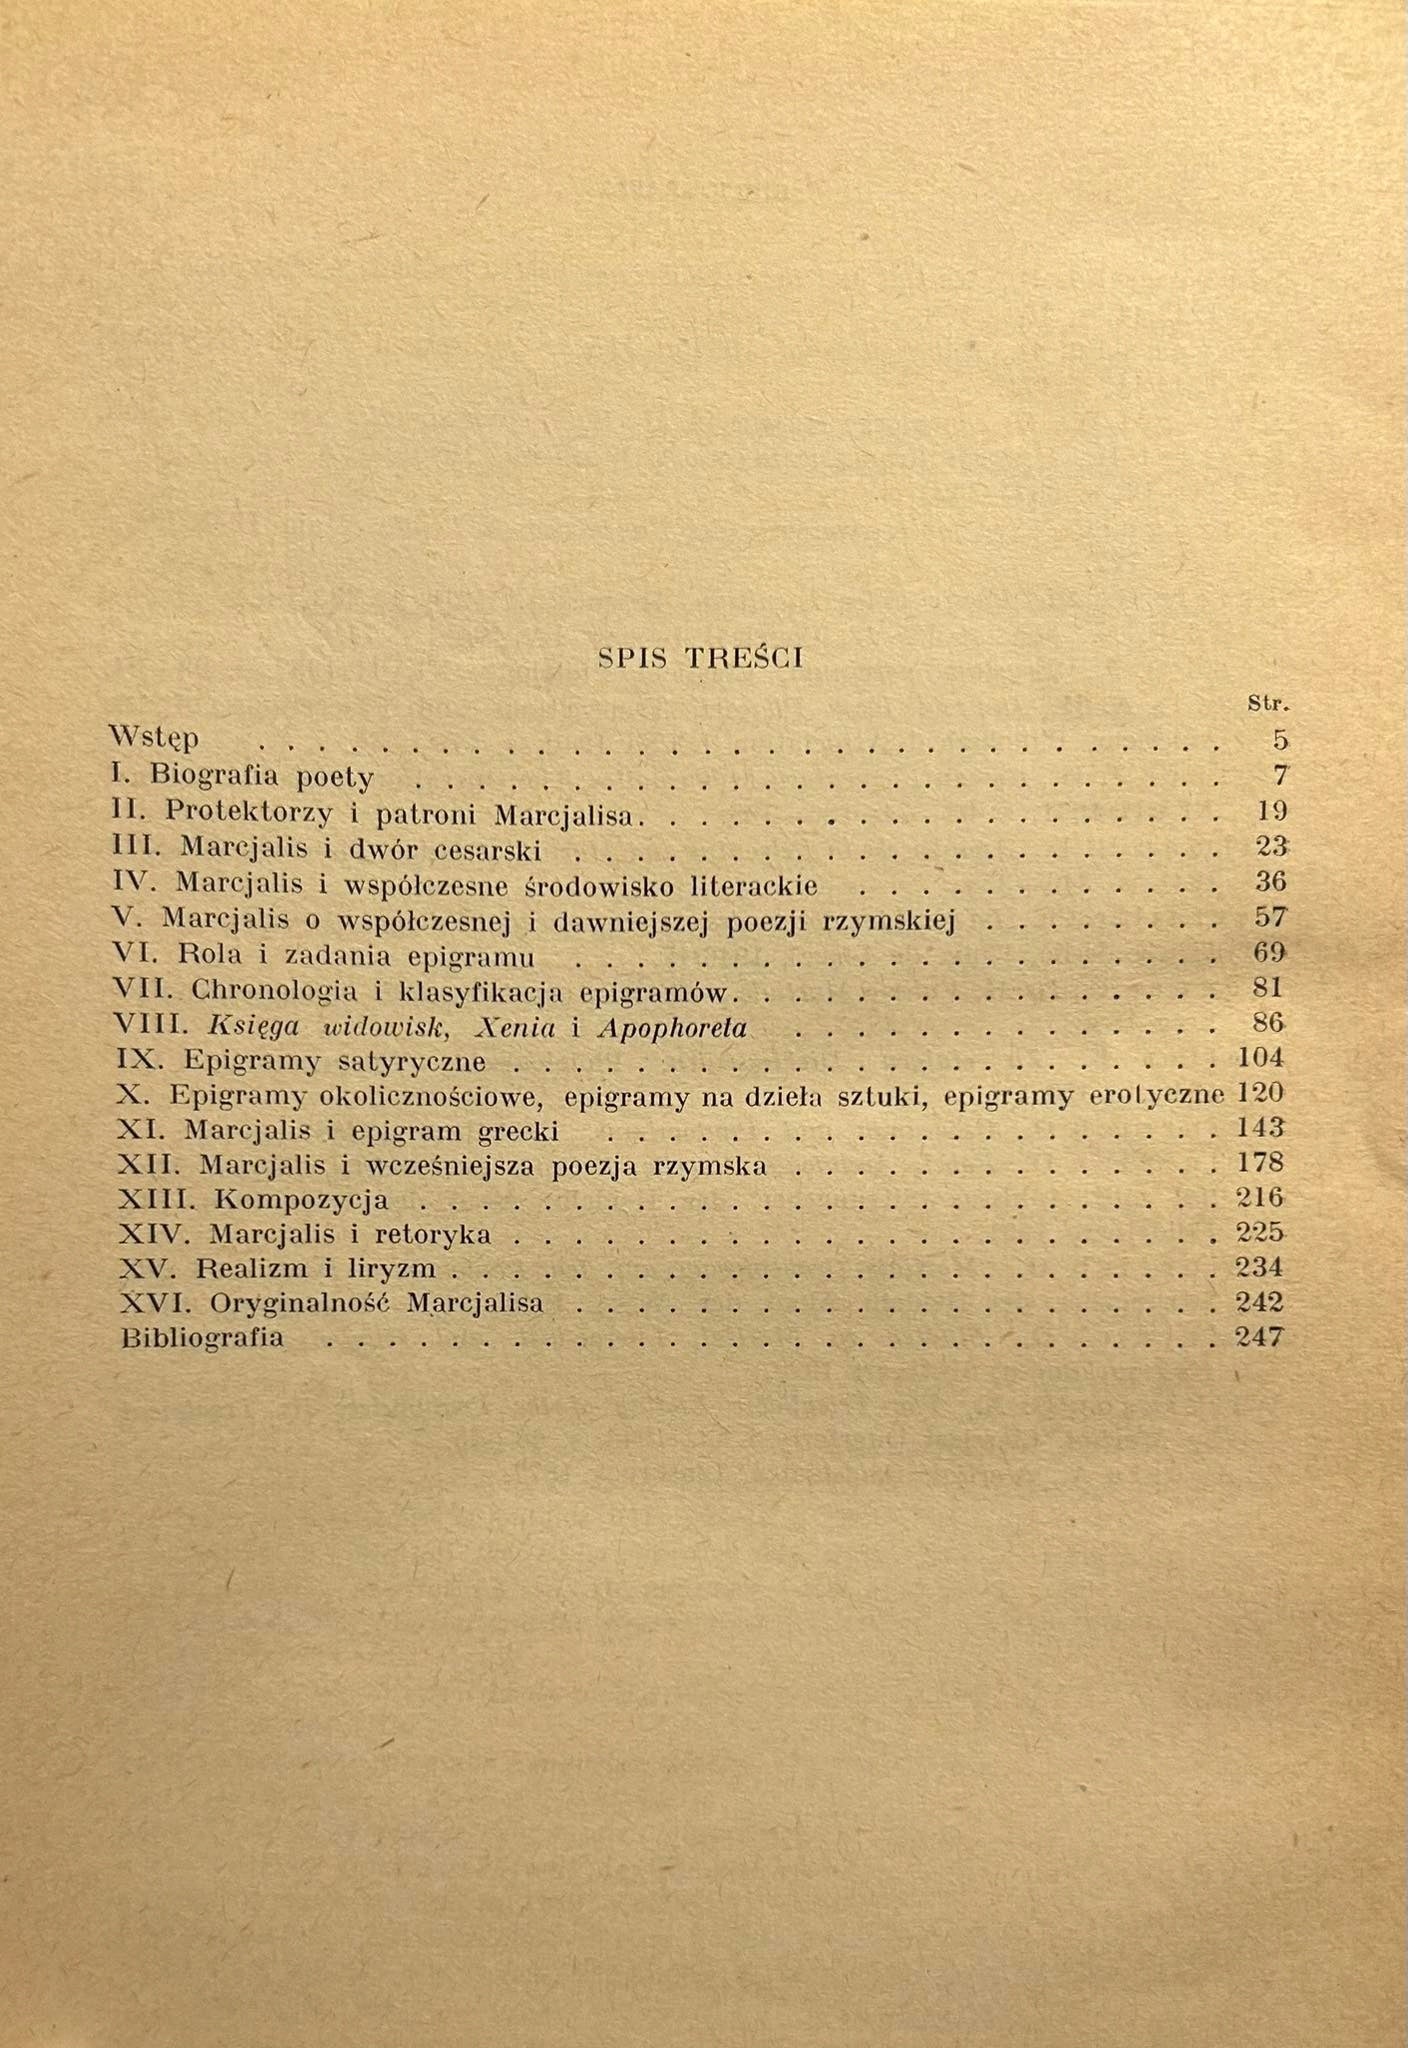 SPIS TREŚCI
Str.
Wstęp . . . . . . . . . . . . . . . . . . . . . . . . . . . . . . . 5
I. Biografia poety . . . . . . . . . . . . . . . . . . . . . . . . . . 7
II. Protektorzy i patroni Marcjalisa. . . . . . . . . . . . . . . . . . . 19
III. Marcjalis i dwór cesarski . . . . . . . . . . . . . . . . . . . . . 23
IV. Marcjalis i współczesne środowisko literackie . . . . . . . . . . . . 36
V. Marcjalis o współczesnej i dawniejszej poezji rzymskiej . . . . . . . . 57
VI. Rola i zadania epigramu . . . . . . . . . . . . . . . . . . . . . 69
VII. Chronologia i klasyfikacja epigramów. . . . . . . . . . . . . . . . 81
VIII. Księga widowisk, Xenia i Apophoreta . . . . . . . . . . . . . . 86
IX. Epigramy satyryczne . . . . . . . . . . . . . . . . . . . . . . . 104
X. Epigramy okolicznościowe, epigramy na dzieła sztuki, epigramy erotyczne 120
XI. Marcjalis i epigram grecki . . . . . . . . . . . . . . . . . . . . 143
XII. Marcjalis i wcześniejsza poezja rzymska . . . . . . . . . . . . . . 178
XIII. Kompozycja . . . . . . . . . . . . . . . . . . . . . . . . . . 216
XIV. Marcjalis i retoryka . . . . . . . . . . . . . . . . . . . . . . . 225
XV. Realizm i liryzm . . . . . . . . . . . . . . . . . . . . . . . . . 234
XVI. Oryginalność Marcjalisa . . . . . . . . . . . . . . . . . . . . . 242
Bibliografia . . . . . . . . . . . . . . . . . . . . . . . . . . . . . 247